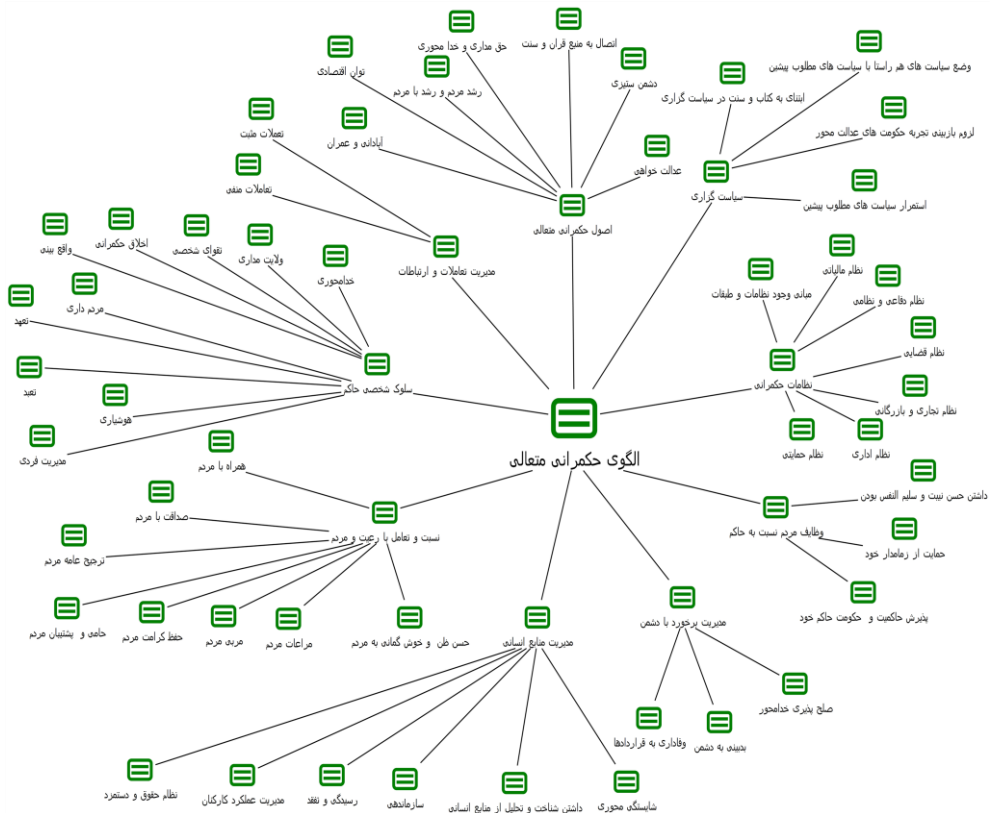 اتصال به منبع قران و سنت
حق مداری و خدا محوری
وضع سیاست های هم راستا با سیاست های مطلوب پیشین
توان اقتصادی
دشمن ستیزی
رشد مردم و رشد با مردم
ابتنای به کتاب و سنت در سیاست گزاری
تعملات مثبت
آبادانی و عمران
لزوم بازبینی تجربه حکومت های عدالت محور
عدالت خواهی
تعاملات منفی
سیاست گزاری
استمرار سیاست های مطلوب پیشین
اصول حکمرانی متعالی
اخلاق حکمرانی
واقع بینی
تقوای شخصی
ولایت مداری
مدیریت تعاملات و ارتباطات
نظام مالیاتی
خدامحوری
مبانی وجود نظامات و طبقات
نظام دفاعی و نظامی
مردم داری
تعهد
نظام قضایی
سلوک شخصی حاکم
نظامات حکمرانی
تعبد
هوشیاری
نظام تجاری و بازرگانی
مدیریت فردی
نظام حمایتی
نظام اداری
الگوی حکمرانی متعالی
همراه با مردم
داشتن حسن نییت و سلیم النفس بودن
صداقت با مردم
وظایف مردم نسبت به حاکم
نسبت و تعامل با رعیت و مردم
حمایت از زمامدار خود
ترجیح عامه مردم
حامی و پشتیبان مردم
حفظ کرامت مردم
مربی مردم
مراعات مردم
حسن ظن و خوش گمانی به مردم
مدیریت منابع انسانی
مدیریت برخورد با دشمن
پذیرش حاکمیت و حکومت حاکم خود
صلح پذیری خدامحور
وفاداری به قراردادها
بدبینی به دشمن
نظام حقوق و دستمزد
مدیریت عملکرد کارکنان
رسیدگی و تفقد
سازماندهی
داشتن شناخت و تحلیل از منابع انسانی
شایستگی محوری